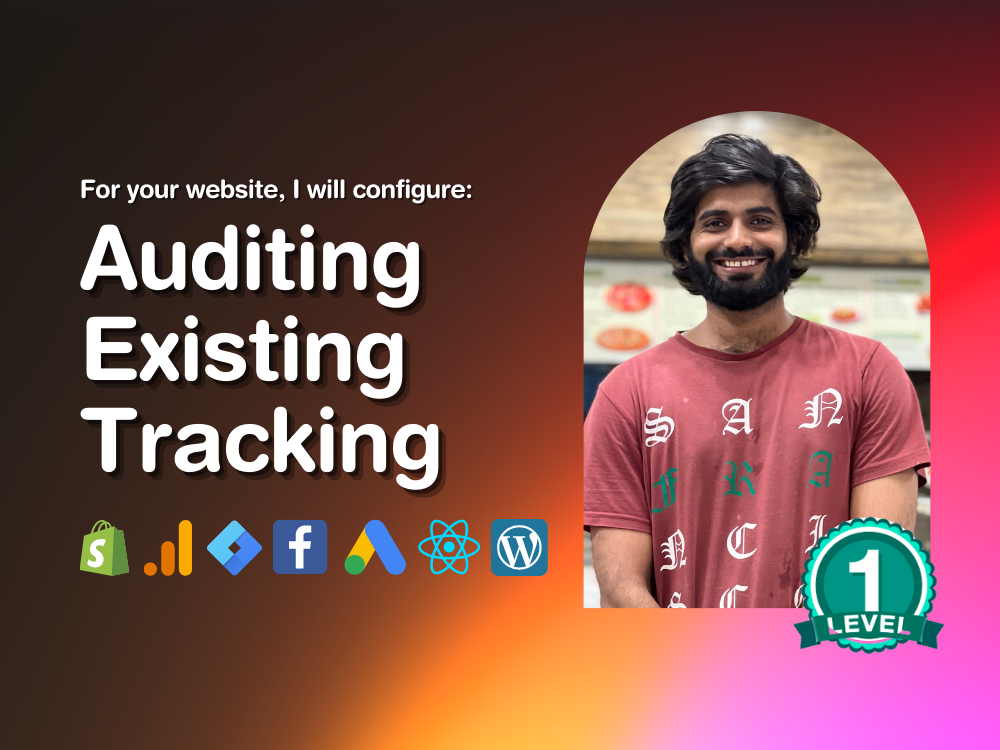 For your website, I will configure:
Auditing
Existing
Tracking
S A N
F R A
N C I
S C
1
LEVEL